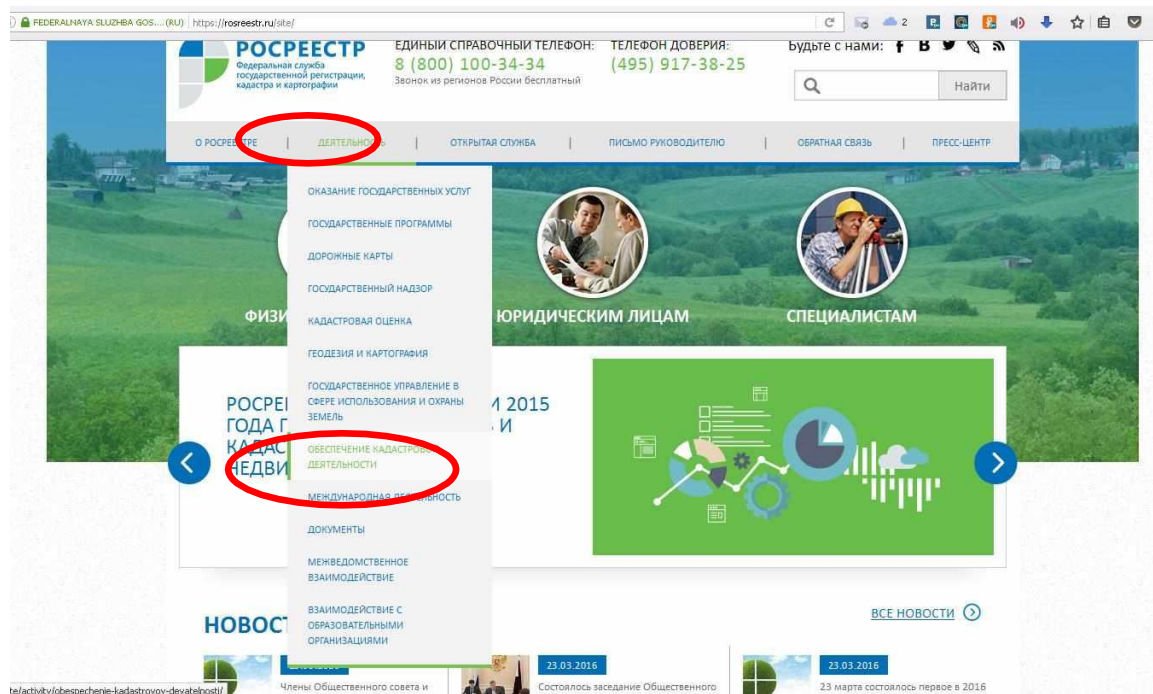 FEDERALNAYA SLUZHBA GOS.... (RU) https://rosreestr.ru/site/
2
РОСРЕЕСТР
Федеральная служба
государственной регистрации,
кадастра и картографии
ЕДИНЫЙ СПРАВОЧНЫЙ ТЕЛЕФОН:
8 (800) 100-34-34
Звонок из регионов России бесплатный
ТЕЛЕФОН ДОВЕРИЯ:
(495) 917-38-25
Будьте с нами:
Найти
О РОСРЕЕСТРЕ | ДЕЯТЕЛЬНОСТЬ | ОТКРЫТАЯ СЛУЖБА | ПИСЬМО РУКОВОДИТЕЛЮ | ОБРАТНАЯ СВЯЗЬ | ПРЕСС-ЦЕНТР
ОКАЗАНИЕ ГОСУДАРСТВЕННЫХ УСЛУГ
ГОСУДАРСТВЕННЫЕ ПРОГРАММЫ
ДОРОЖНЫЕ КАРТЫ
ГОСУДАРСТВЕННЫЙ НАДЗОР
КАДАСТРОВАЯ ОЦЕНКА
ГЕОДЕЗИЯ И КАРТОГРАФИЯ
ГОСУДАРСТВЕННОЕ УПРАВЛЕНИЕ В
СФЕРЕ ИСПОЛЬЗОВАНИЯ И ОХРАНЫ
ЗЕМЕЛЬ
ОБЕСПЕЧЕНИЕ КАДАСТРОВОЙ
ДЕЯТЕЛЬНОСТИ
МЕЖДУНАРОДНАЯ ДЕЯТЕЛЬНОСТЬ
ДОКУМЕНТЫ
МЕЖВЕДОМСТВЕННОЕ
ВЗАИМОДЕЙСТВИЕ
ВЗАИМОДЕЙСТВИЕ С
ОБРАЗОВАТЕЛЬНЫМИ
ОРГАНИЗАЦИЯМИ
ФИЗИ
ЮРИДИЧЕСКИМ ЛИЦАМ
СПЕЦИАЛИСТАМ
РОСРЕ И 2015
ГОДА Г И
КАДАС
НЕДВИ
НОВОС
ВСЕ НОВОСТИ
23.03.2016
23.03.2016
Члены Общественного совета и
Состоялось заседание Общественного
23 марта состоялось первое в 2016
te/activity/obespechenie-kadastrovoy-deyatelnosti/